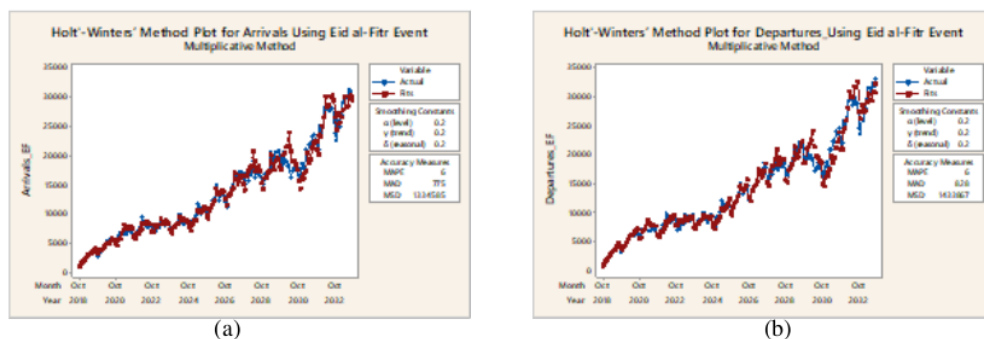 Holt'-Winters' Method Plot for Arrivals Using Eid al-Fitr Event
Multiplicative Method
35000
30000
25000
20000
15000
10000
5000
0
Arrivals_EF
Month Oct Oct Oct Oct Oct Oct Oct Oct
Year 2018 2020 2022 2024 2026 2028 2030 2032
Variable
Actual
Fits
Smoothing Constants
α (level) 0.2
γ (trend) 0.2
δ (seasonal) 0.2
Accuracy Measures
MAPE 6
MAD 775
MSD 1334585
(a)
Holt'-Winters' Method Plot for Departures_Using Eid al-Fitr Event
Multiplicative Method
35000
30000
25000
20000
15000
10000
5000
0
Departures_EF
Month Oct Oct Oct Oct Oct Oct Oct Oct
Year 2018 2020 2022 2024 2026 2028 2030 2032
Variable
Actual
Fits
Smoothing Constants
α (level) 0.2
γ (trend) 0.2
δ (seasonal) 0.2
Accuracy Measures
MAPE 6
MAD 828
MSD 1433867
(b)